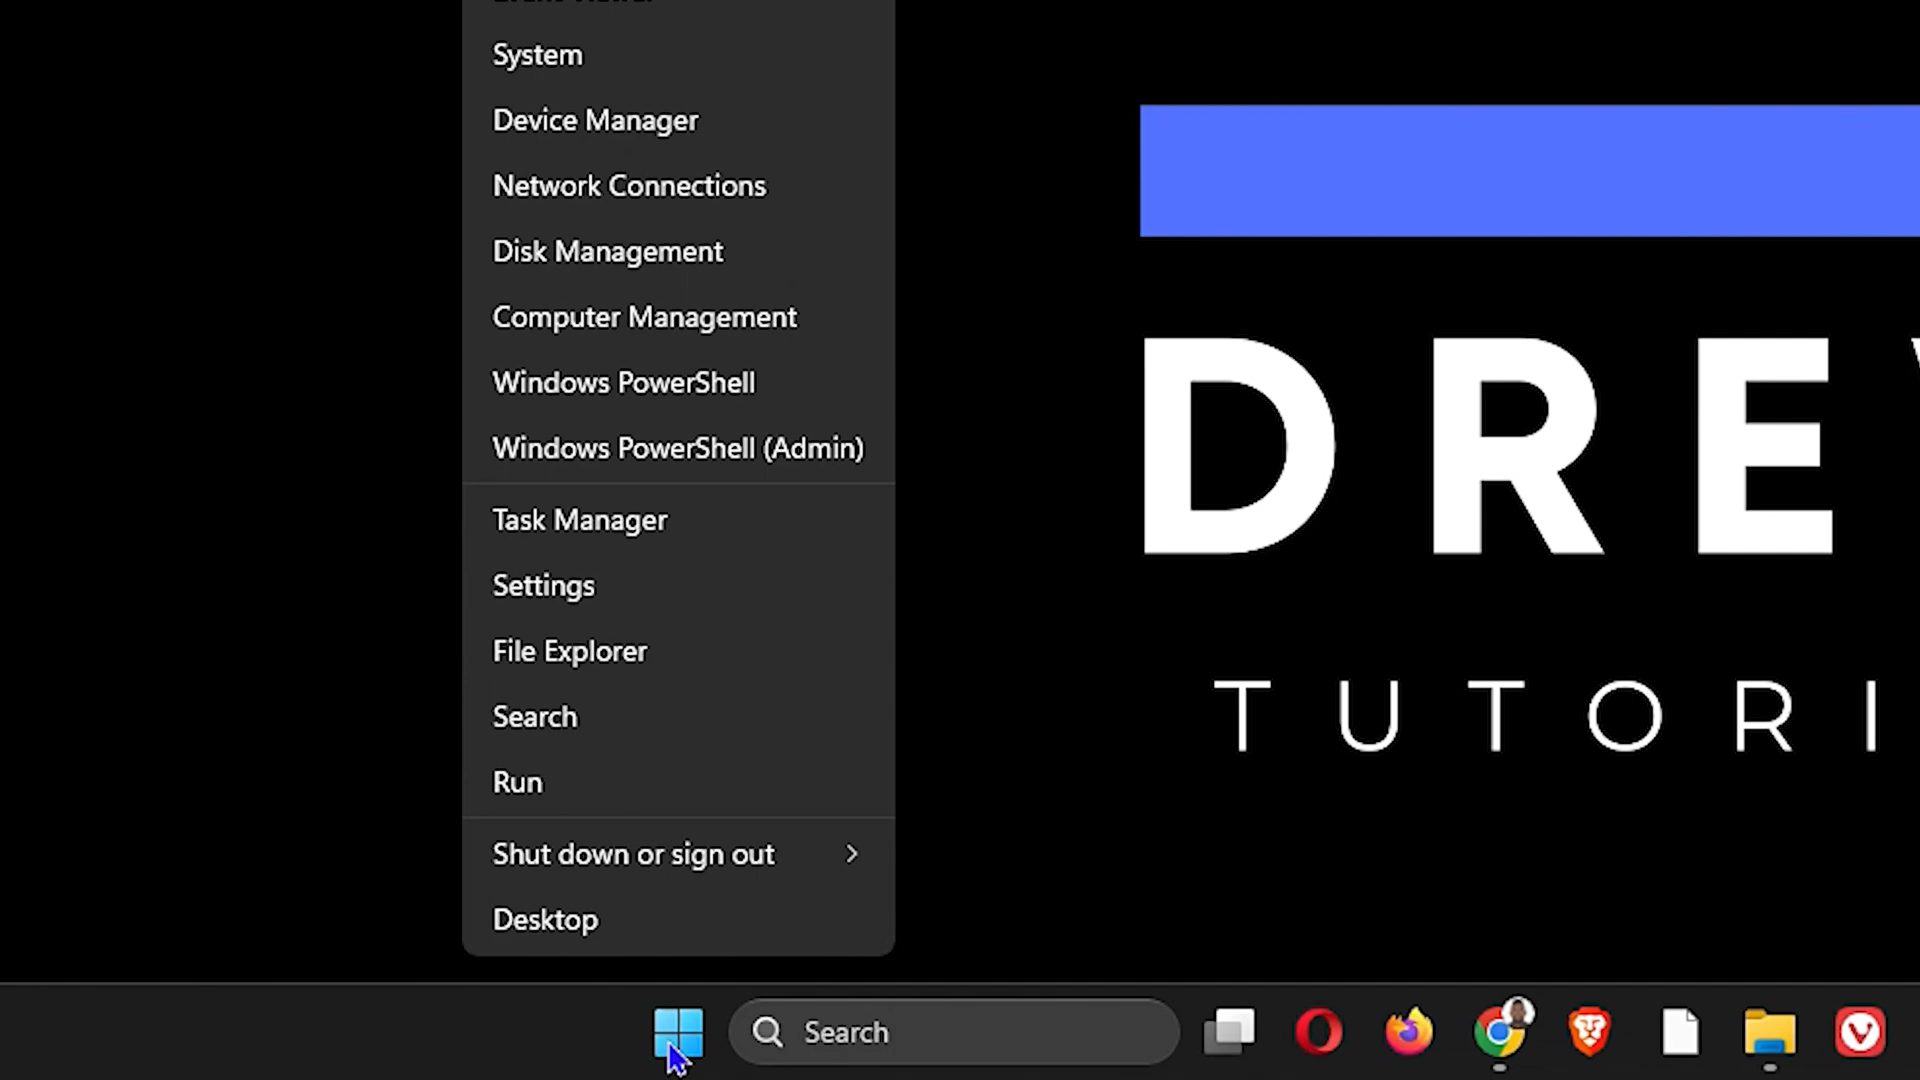 System
Device Manager
Network Connections
Disk Management
Computer Management
Windows PowerShell
Windows PowerShell (Admin)
Task Manager
Settings
File Explorer
Search
Run
Shut down or sign out
Desktop
DRE
TUTORI
Search